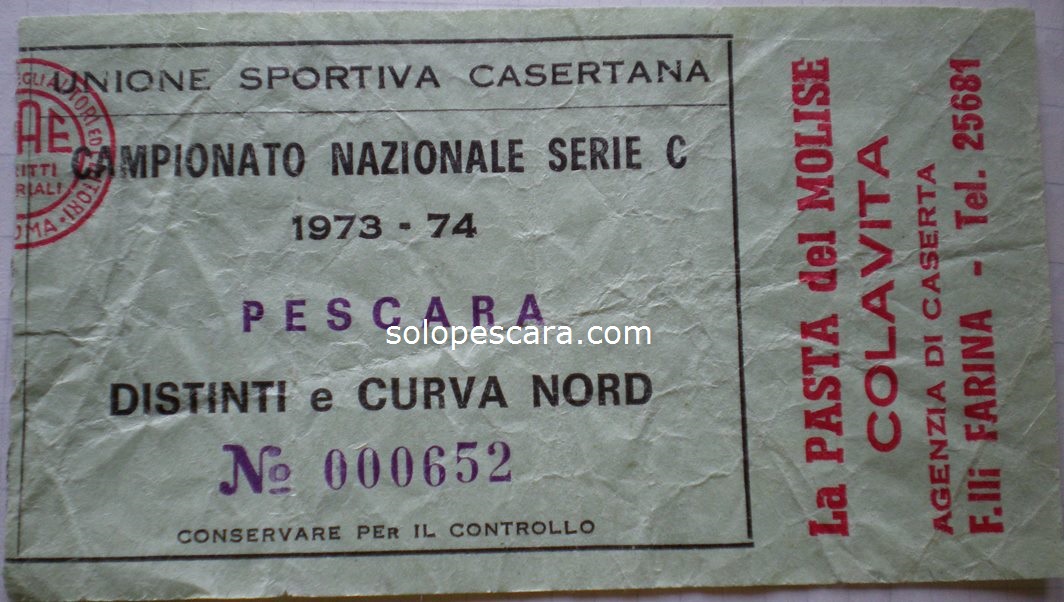 UNIONE SPORTIVA CASERTANA
CAMPIONATO NAZIONALE SERIE C
1973 - 74
PESCARA
solopescara.com
DISTINTI e CURVA NORD
Nº 000652
CONSERVARE PER IL CONTROLLO
La PASTA del MOLISE
COLAVITA
AGENZIA DI CASERTA
F.lli FARINA - Tel. 25681